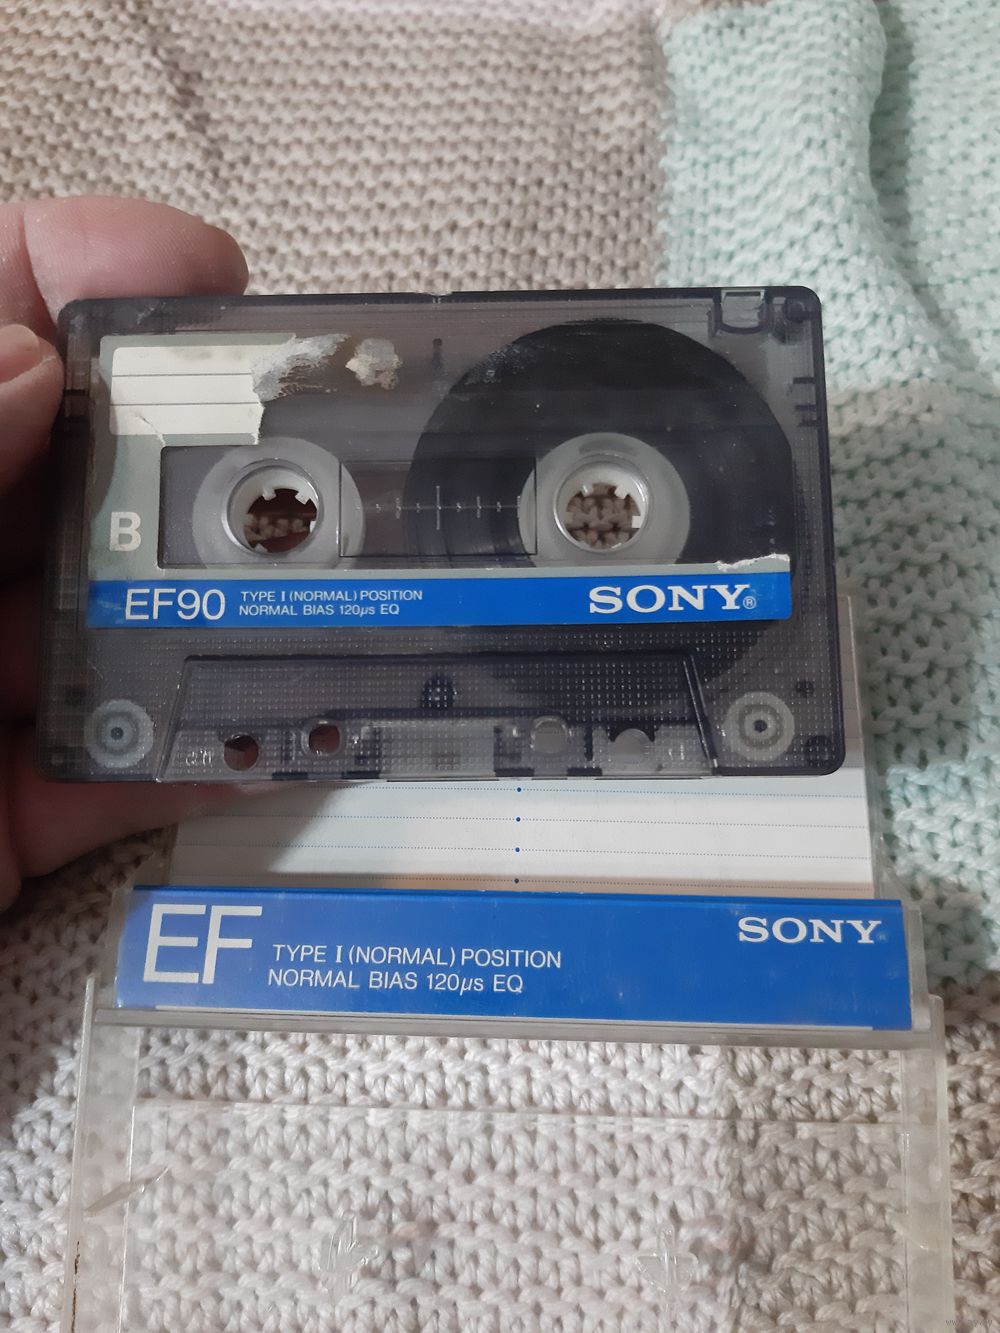 B
EF90 TYPE I (NORMAL) POSITION
NORMAL BIAS 120µs EQ
SONY®
EF
TYPE I (NORMAL) POSITION
NORMAL BIAS 120µs EQ
SONY®